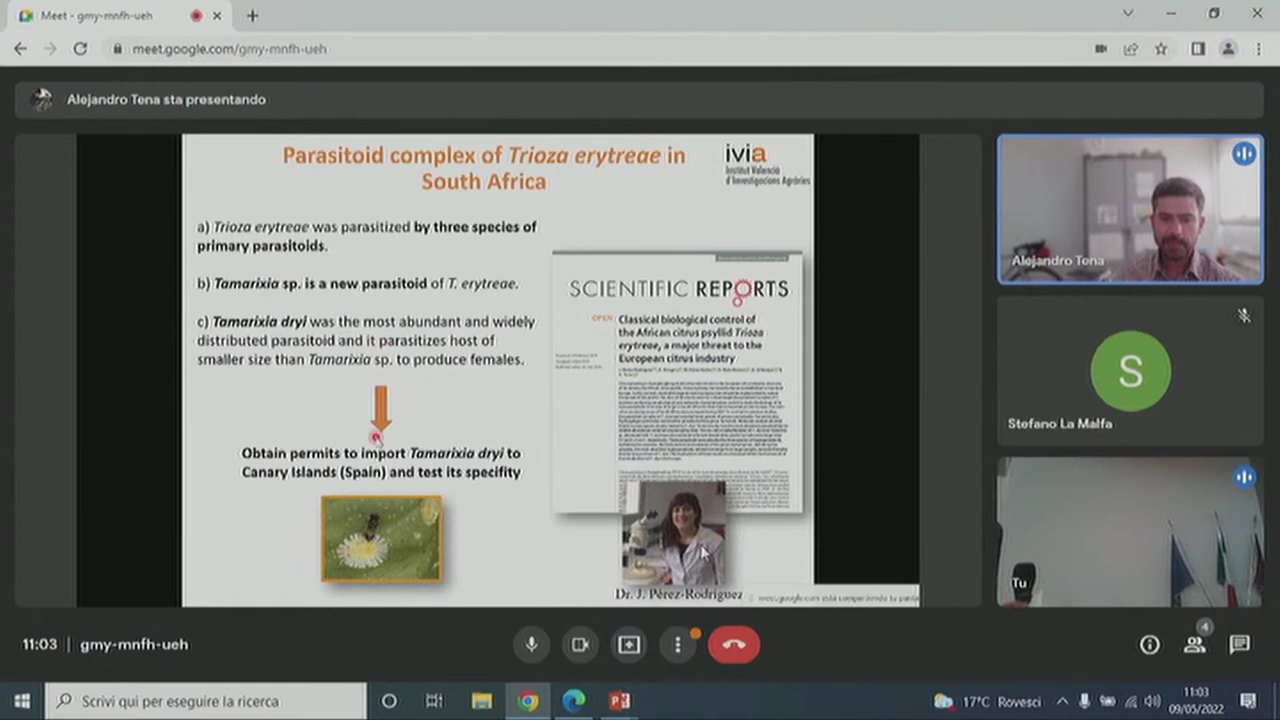 Meet - gmy-mnfh-ueh
meet.google.com/gmy-mnfh-ueh
Alejandro Tena sta presentando
Parasitoid complex of Trioza erytreae in
South Africa
ivia
Institut Valencià
d'Investigacions Agràries
a) Trioza erytreae was parasitized by three species of
primary parasitoids.
b) Tamarixia sp. is a new parasitoid of T. erytreae.
c) Tamarixia dryi was the most abundant and widely
distributed parasitoid and it parasitizes host of
smaller size than Tamarixia sp. to produce females.
Obtain permits to import Tamarixia dryi to
Canary Islands (Spain) and test its specifity
SCIENTIFIC REPORTS
OPEN
Classical biological control of
the African citrus psyllid Trioza
erytreae, a major threat to the
European citrus industry
Dr. J. Pérez-Rodríguez
meet.google.com está compartiendo tu
Alejandro Tena
S
Stefano La Malfa
Tu
11:03 | gmy-mnfh-ueh
4
Scrivi qui per eseguire la ricerca
17°C Rovesci
11:03
09/05/2022